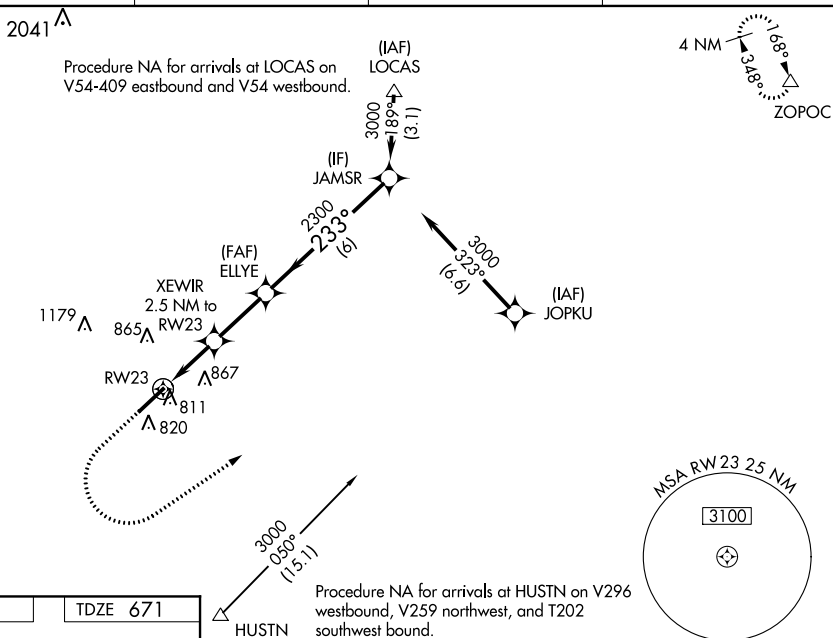 2041
Procedure NA for arrivals at LOCAS on
V54-409 eastbound and V54 westbound.
(IAF)
LOCAS
3000
189°
(3.1)
4 NM
168°
348°
ZOPOC
(IF)
JAMSR
2300
233°
(6)
(FAF)
ELLYE
3000
323°
(6.6)
(IAF)
JOPKU
XEWIR
2.5 NM to
RW23
1179
865
867
RW23
811
820
3000
050°
(15.1)
HUSTN
MSA RW 23 25 NM
3100
Procedure NA for arrivals at HUSTN on V296
westbound, V259 northwest, and T202
southwest bound.
TDZE 671